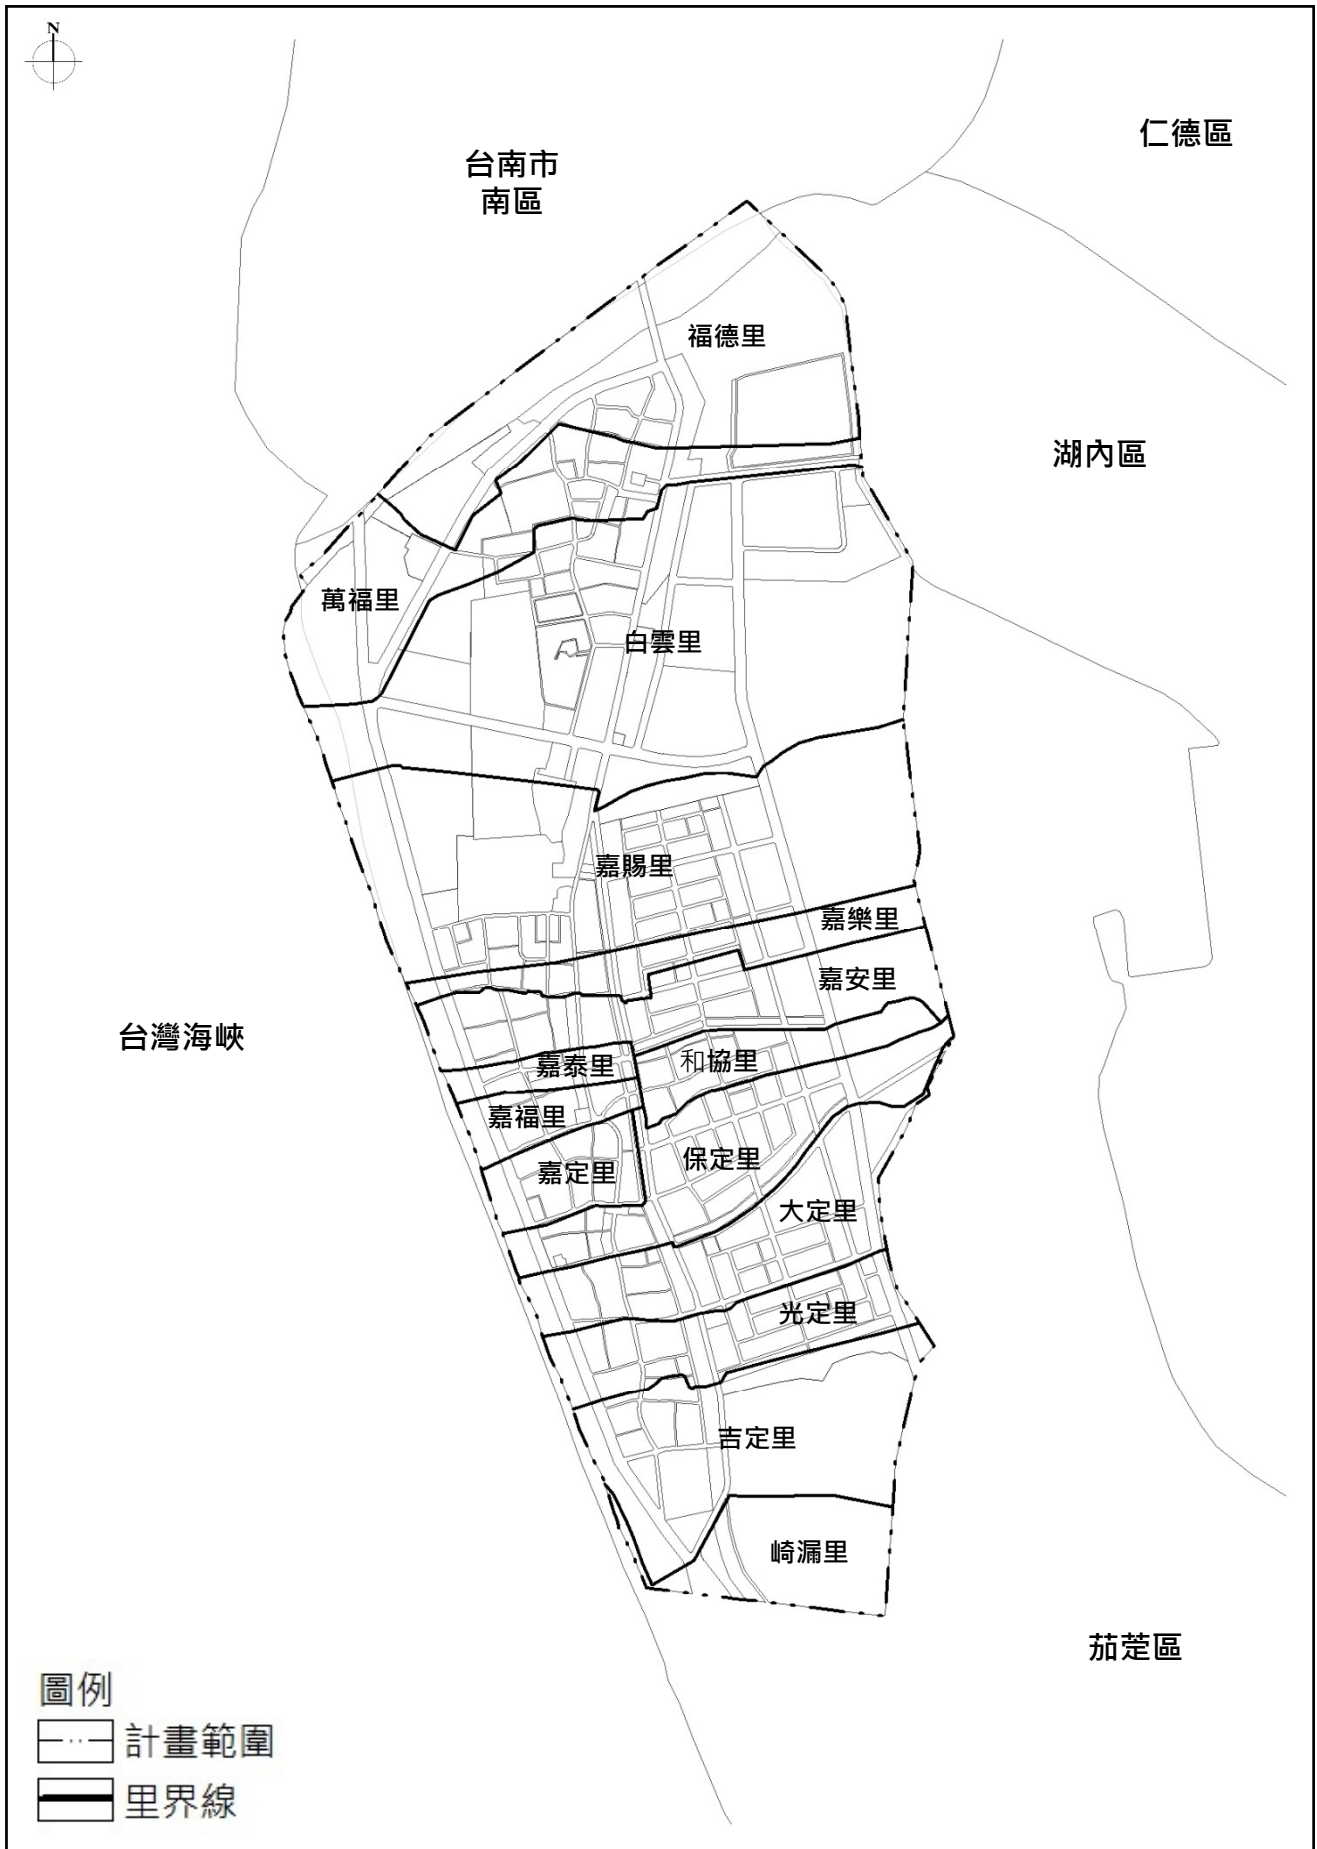 N
仁德區
台南市
南區
福德里
湖內區
萬福里
白雲里
嘉賜里
嘉樂里
嘉安里
台灣海峽
嘉泰里
和協里
嘉福里
保定里
嘉定里
大定里
光定里
吉定里
崎漏里
茄萣區
圖例
計畫範圍
里界線